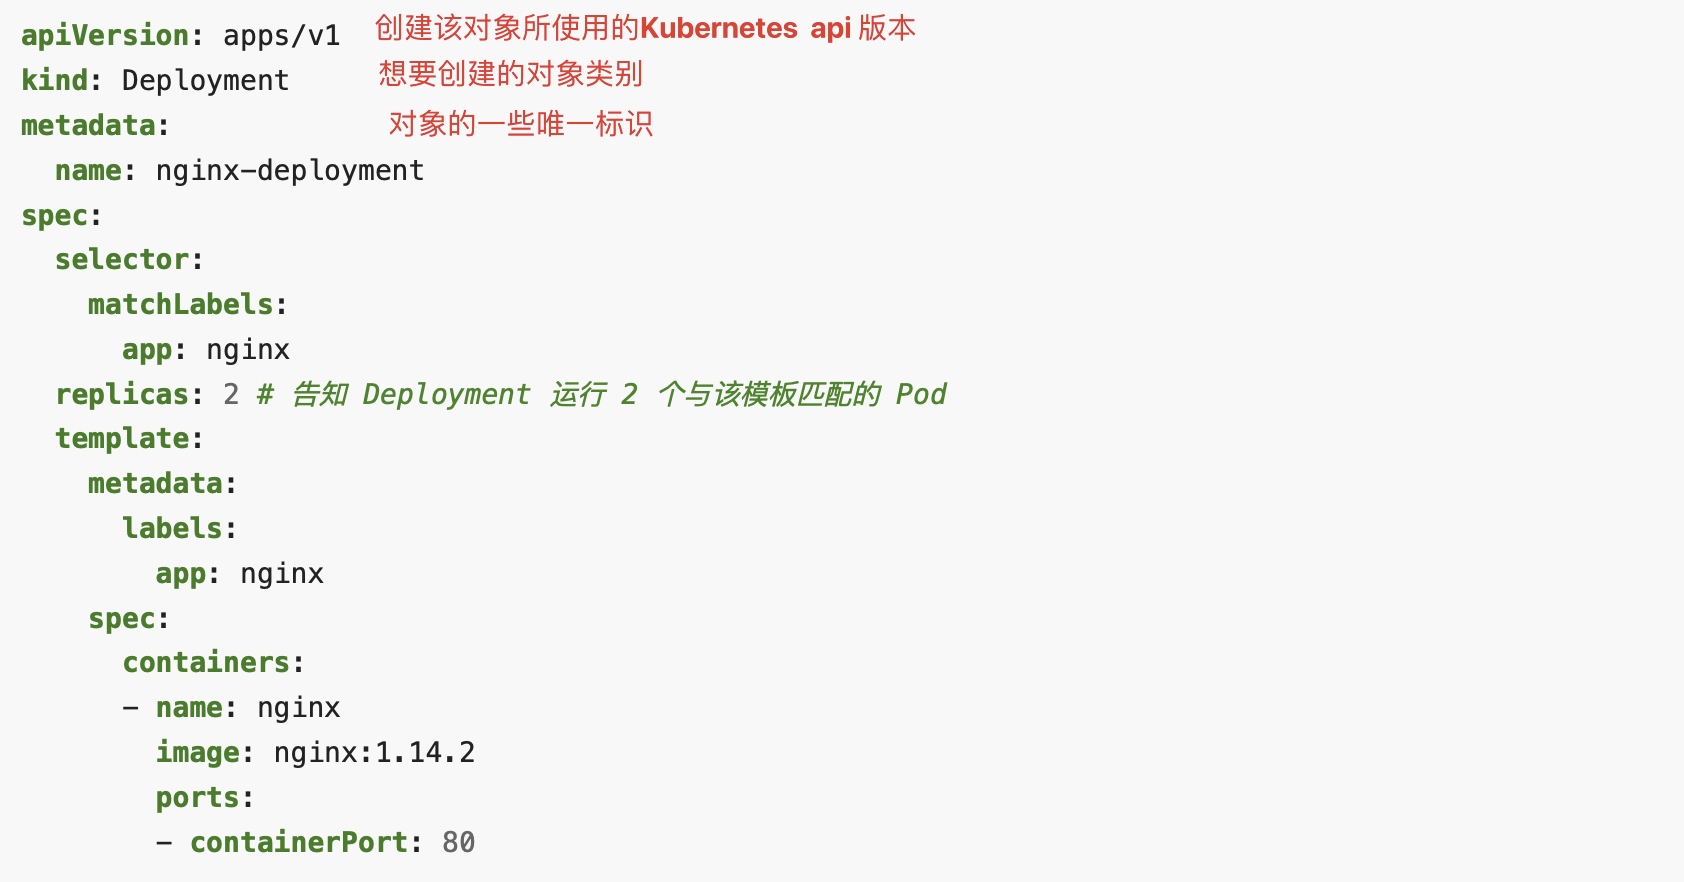 apiVersion: apps/v1 创建该对象所使用的Kubernetes api 版本
kind: Deployment 想要创建的对象类别
metadata: 对象的一些唯一标识
  name: nginx-deployment
spec:
  selector:
    matchLabels:
      app: nginx
  replicas: 2 # 告知 Deployment 运行 2 个与该模板匹配的 Pod
  template:
    metadata:
      labels:
        app: nginx
    spec:
      containers:
      - name: nginx
        image: nginx:1.14.2
        ports:
        - containerPort: 80